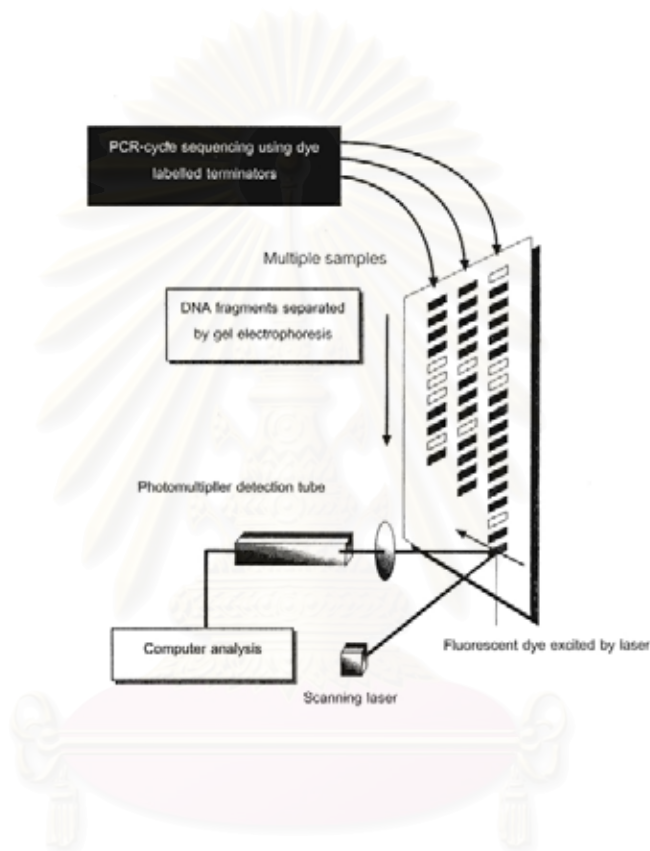 PCR-cycle sequencing using dye
labelled terminators
Multiple samples
DNA fragments separated
by gel electrophoresis
Photomultiplier detection tube
Computer analysis
Fluorescent dye excited by laser
Scanning laser